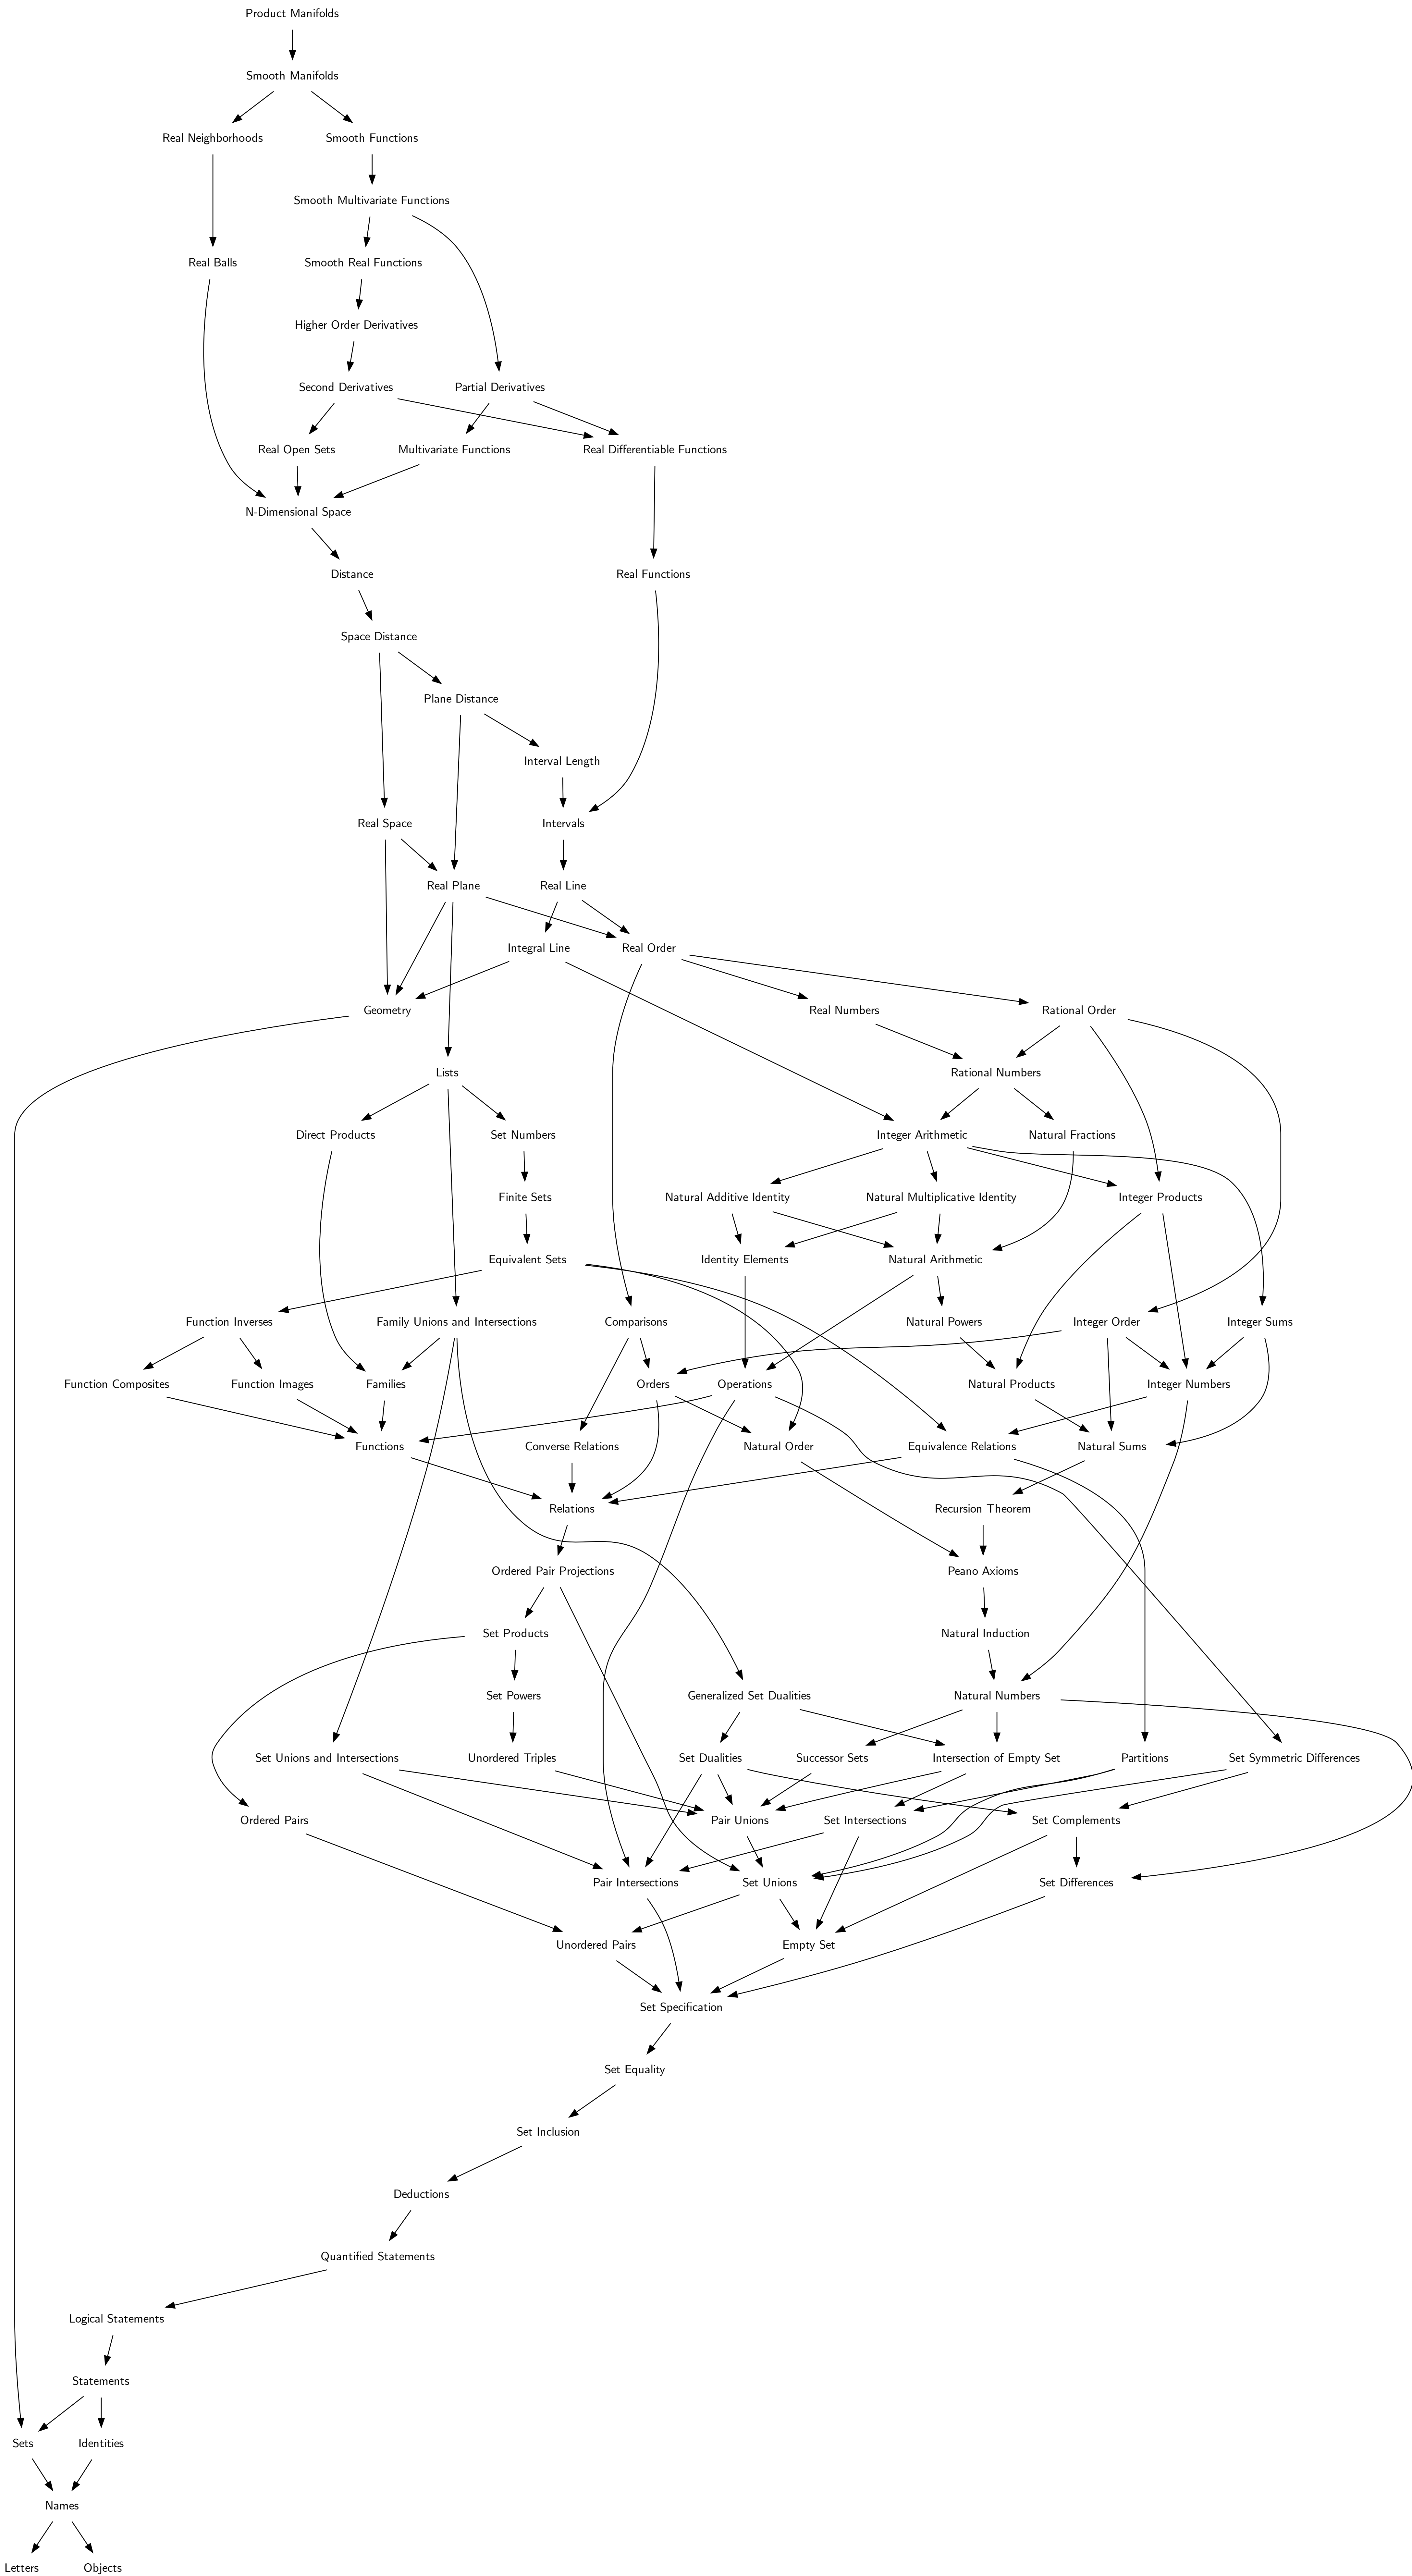 Product Manifolds
Smooth Manifolds
Real Neighborhoods
Smooth Functions
Smooth Multivariate Functions
Real Balls
Smooth Real Functions
Higher Order Derivatives
Second Derivatives
Partial Derivatives
Real Open Sets
Multivariate Functions
Real Differentiable Functions
N-Dimensional Space
Distance
Real Functions
Space Distance
Plane Distance
Interval Length
Real Space
Intervals
Real Plane
Real Line
Integral Line
Real Order
Geometry
Real Numbers
Rational Order
Lists
Rational Numbers
Direct Products
Set Numbers
Integer Arithmetic
Natural Fractions
Finite Sets
Natural Additive Identity
Natural Multiplicative Identity
Integer Products
Equivalent Sets
Identity Elements
Natural Arithmetic
Function Inverses
Family Unions and Intersections
Comparisons
Natural Powers
Integer Order
Integer Sums
Function Composites
Function Images
Families
Orders
Operations
Natural Products
Integer Numbers
Functions
Converse Relations
Natural Order
Equivalence Relations
Natural Sums
Relations
Recursion Theorem
Ordered Pair Projections
Peano Axioms
Set Products
Natural Induction
Set Powers
Generalized Set Dualities
Natural Numbers
Set Unions and Intersections
Unordered Triples
Set Dualities
Successor Sets
Intersection of Empty Set
Partitions
Set Symmetric Differences
Ordered Pairs
Pair Unions
Set Intersections
Set Complements
Pair Intersections
Set Unions
Set Differences
Unordered Pairs
Empty Set
Set Specification
Set Equality
Set Inclusion
Deductions
Quantified Statements
Logical Statements
Statements
Sets
Identities
Names
Letters
Objects